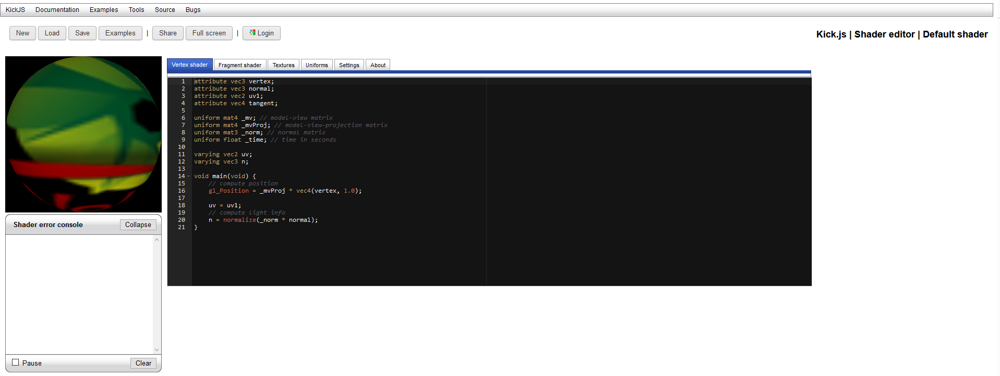 KickJS Documentation Examples Tools Source Bugs
New Load Save Examples | Share Full screen | Login
Kick.js | Shader editor | Default shader
Vertex shader Fragment shader Textures Uniforms Settings About
1 attribute vec3 vertex;
2 attribute vec3 normal;
3 attribute vec2 uv1;
4 attribute vec4 tangent;
5
6 uniform mat4 _mv; // model-view matrix
7 uniform mat4 _mvProj; // model-view-projection matrix
8 uniform mat3 _norm; // normal matrix
9 uniform float _time; // time in seconds
10
11 varying vec2 uv;
12 varying vec3 n;
13
14 void main(void) {
15     // compute position
16     gl_Position = _mvProj * vec4(vertex, 1.0);
17
18     uv = uv1;
19     // compute light info
20     n = normalize(_norm * normal);
21 }
Shader error console Collapse
Pause Clear